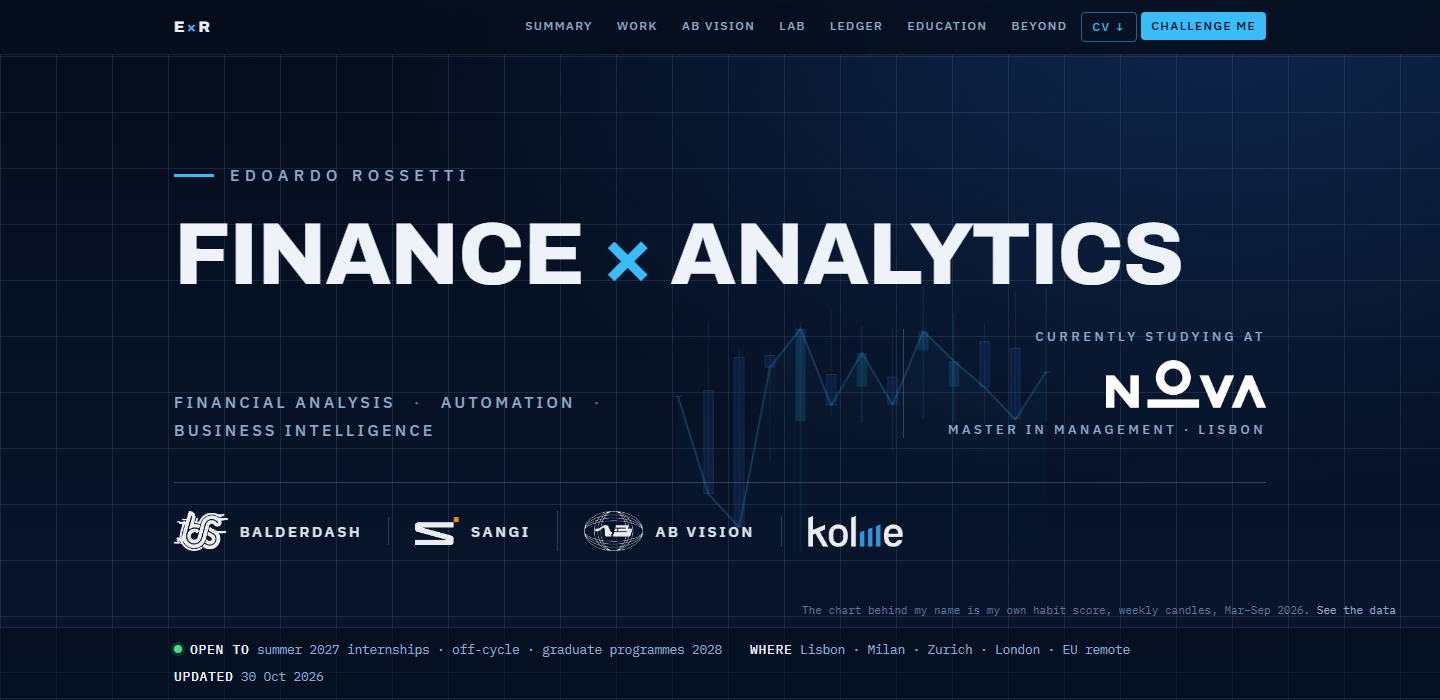 E×R
SUMMARY WORK AB VISION LAB LEDGER EDUCATION BEYOND CV ↓ CHALLENGE ME
EDOARDO ROSSETTI
FINANCE × ANALYTICS
CURRENTLY STUDYING AT
NOVA
MASTER IN MANAGEMENT · LISBON
FINANCIAL ANALYSIS · AUTOMATION ·
BUSINESS INTELLIGENCE
BALDERDASH SANGI AB VISION kolme
The chart behind my name is my own habit score, weekly candles, Mar–Sep 2026. See the data
OPEN TO summer 2027 internships · off-cycle · graduate programmes 2028 WHERE Lisbon · Milan · Zurich · London · EU remote
UPDATED 30 Oct 2026